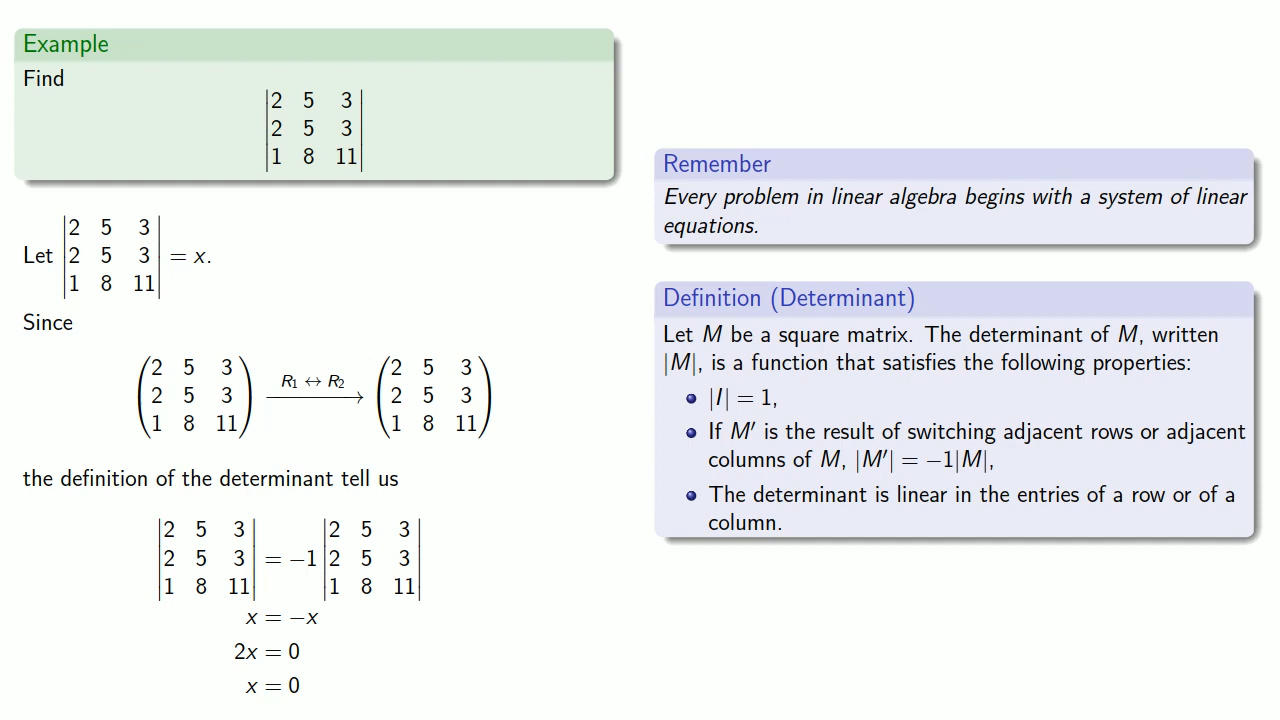 Example
Find
|2 5 3|
|2 5 3|
|1 8 11|
Let |2 5 3|
|2 5 3| = x.
|1 8 11|
Since
(2 5 3) (2 5 3)
(2 5 3) R₁ ↔ R₂ → (2 5 3)
(1 8 11) (1 8 11)
the definition of the determinant tell us
|2 5 3| |2 5 3|
|2 5 3| = −1 |2 5 3|
|1 8 11| |1 8 11|
x = −x
2x = 0
x = 0
Remember
Every problem in linear algebra begins with a system of linear
equations.
Definition (Determinant)
Let M be a square matrix. The determinant of M, written
|M|, is a function that satisfies the following properties:
• |I| = 1,
• If M′ is the result of switching adjacent rows or adjacent
columns of M, |M′| = −1|M|,
• The determinant is linear in the entries of a row or of a
column.